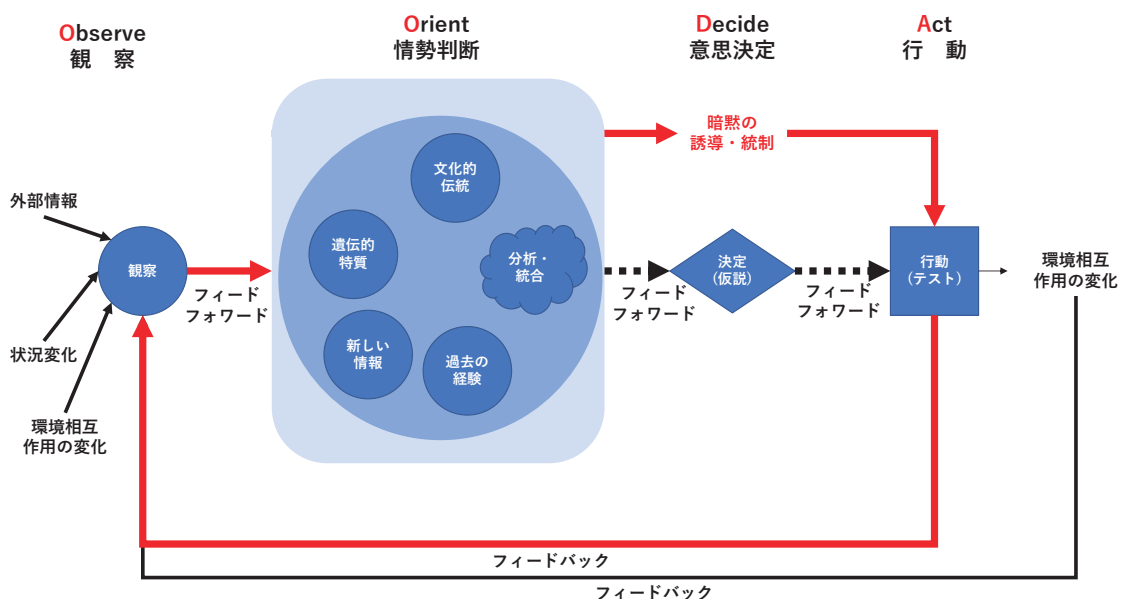 Observe
観　察
Orient
情勢判断
Decide
意思決定
Act
行　動
外部情報
状況変化
環境相互
作用の変化
観察
フィード
フォワード
文化的
伝統
遺伝的
特質
分析・
統合
新しい
情報
過去の
経験
暗黙の
誘導・統制
フィード
フォワード
決定
（仮説）
フィード
フォワード
行動
（テスト）
環境相互
作用の変化
フィードバック
フィードバック